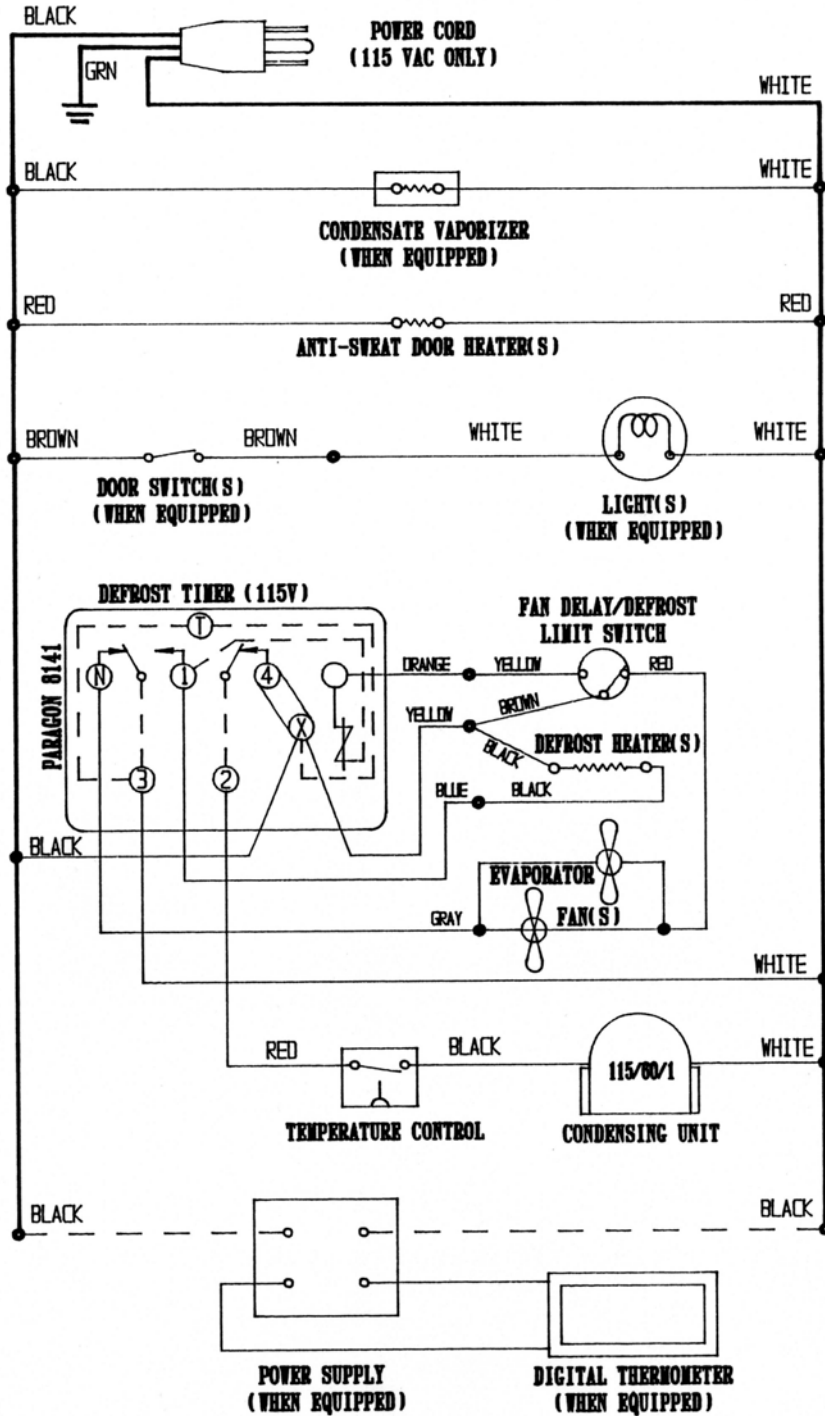 BLACK
POWER CORD
(115 VAC ONLY)
GRN
WHITE
BLACK
WHITE
CONDENSATE VAPORIZER
(WHEN EQUIPPED)
RED
RED
ANTI-SWEAT DOOR HEATER(S)
BROWN
BROWN
WHITE
WHITE
DOOR SWITCH(S)
(WHEN EQUIPPED)
LIGHT(S)
(WHEN EQUIPPED)
DEFROST TIMER (115V)
FAN DELAY/DEFROST
LIMIT SWITCH
PARAGON 8141
T
N
1
4
ORANGE
YELLOW
RED
BROWN
YELLOW
X
BLACK
DEFROST HEATER(S)
3
2
BLUE
BLACK
BLACK
EVAPORATOR
FAN(S)
GRAY
WHITE
RED
BLACK
WHITE
115/60/1
TEMPERATURE CONTROL
CONDENSING UNIT
BLACK
BLACK
POWER SUPPLY
(WHEN EQUIPPED)
DIGITAL THERMOMETER
(WHEN EQUIPPED)